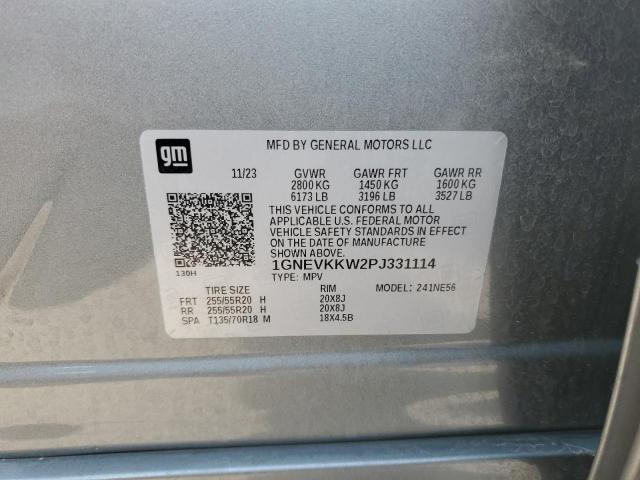 gm
MFD BY GENERAL MOTORS LLC
11/23 GVWR GAWR FRT GAWR RR
2800 KG 1450 KG 1600 KG
6173 LB 3196 LB 3527 LB
THIS VEHICLE CONFORMS TO ALL
APPLICABLE U.S. FEDERAL MOTOR
VEHICLE SAFETY STANDARDS IN EFFECT
ON THE DATE OF MANUFACTURE
SHOWN ABOVE.
130H
1GNEVKKW2PJ331114
TYPE: MPV
TIRE SIZE RIM MODEL: 241NE56
FRT 255/55R20 H 20X8J
RR 255/55R20 H 20X8J
SPA T135/70R18 M 18X4.5B